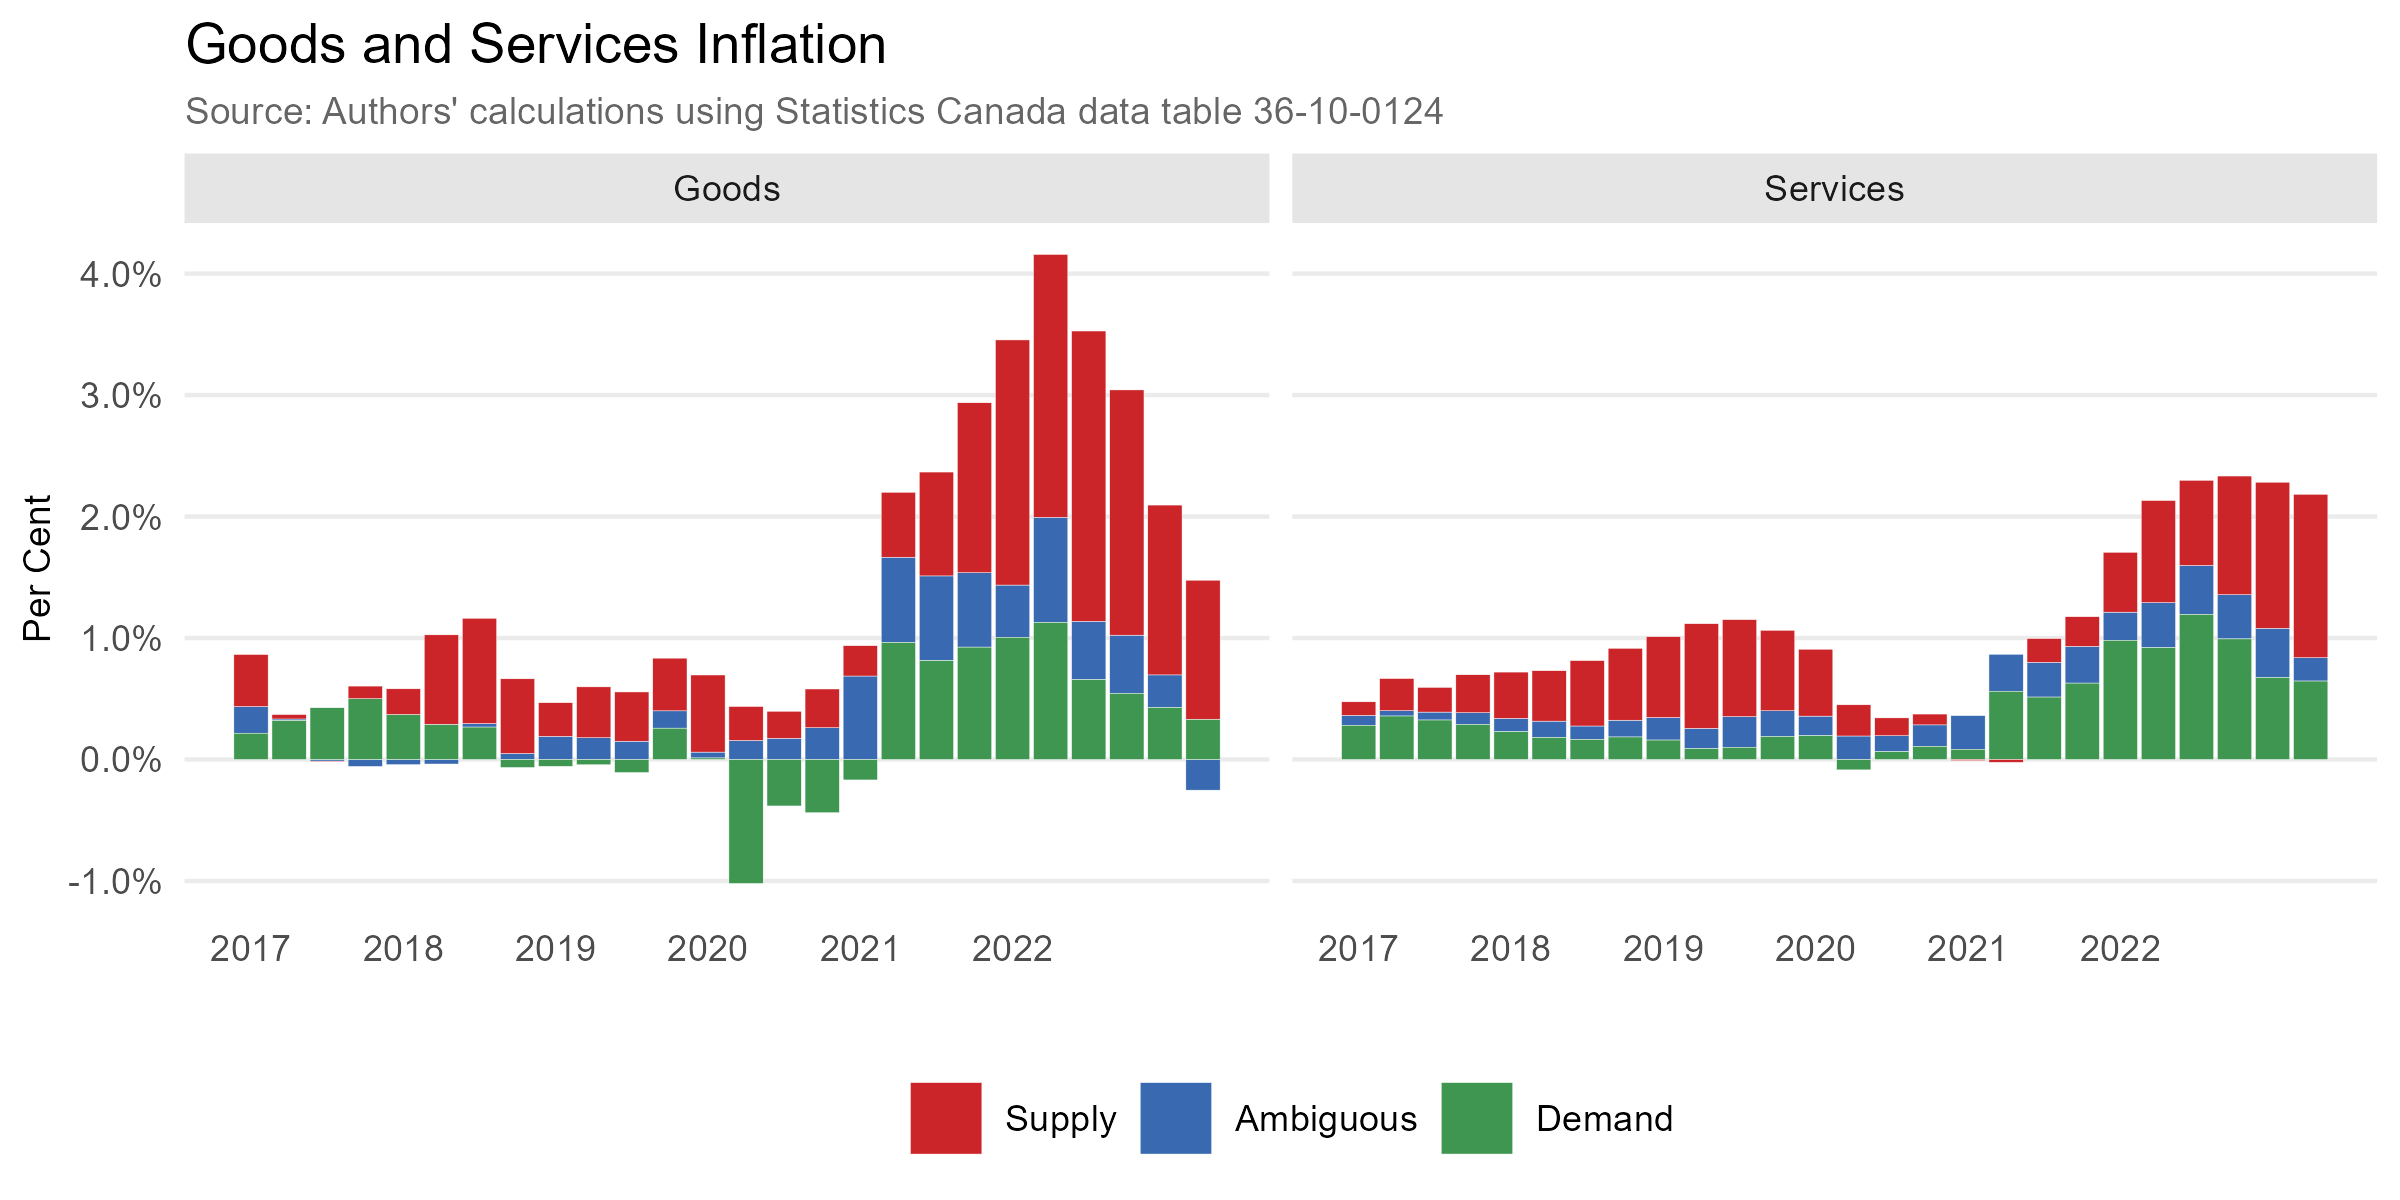 Goods and Services Inflation
Source: Authors' calculations using Statistics Canada data table 36-10-0124
Goods
Services
Per Cent
4.0%
3.0%
2.0%
1.0%
0.0%
-1.0%
2017 2018 2019 2020 2021 2022
2017 2018 2019 2020 2021 2022
Supply Ambiguous Demand